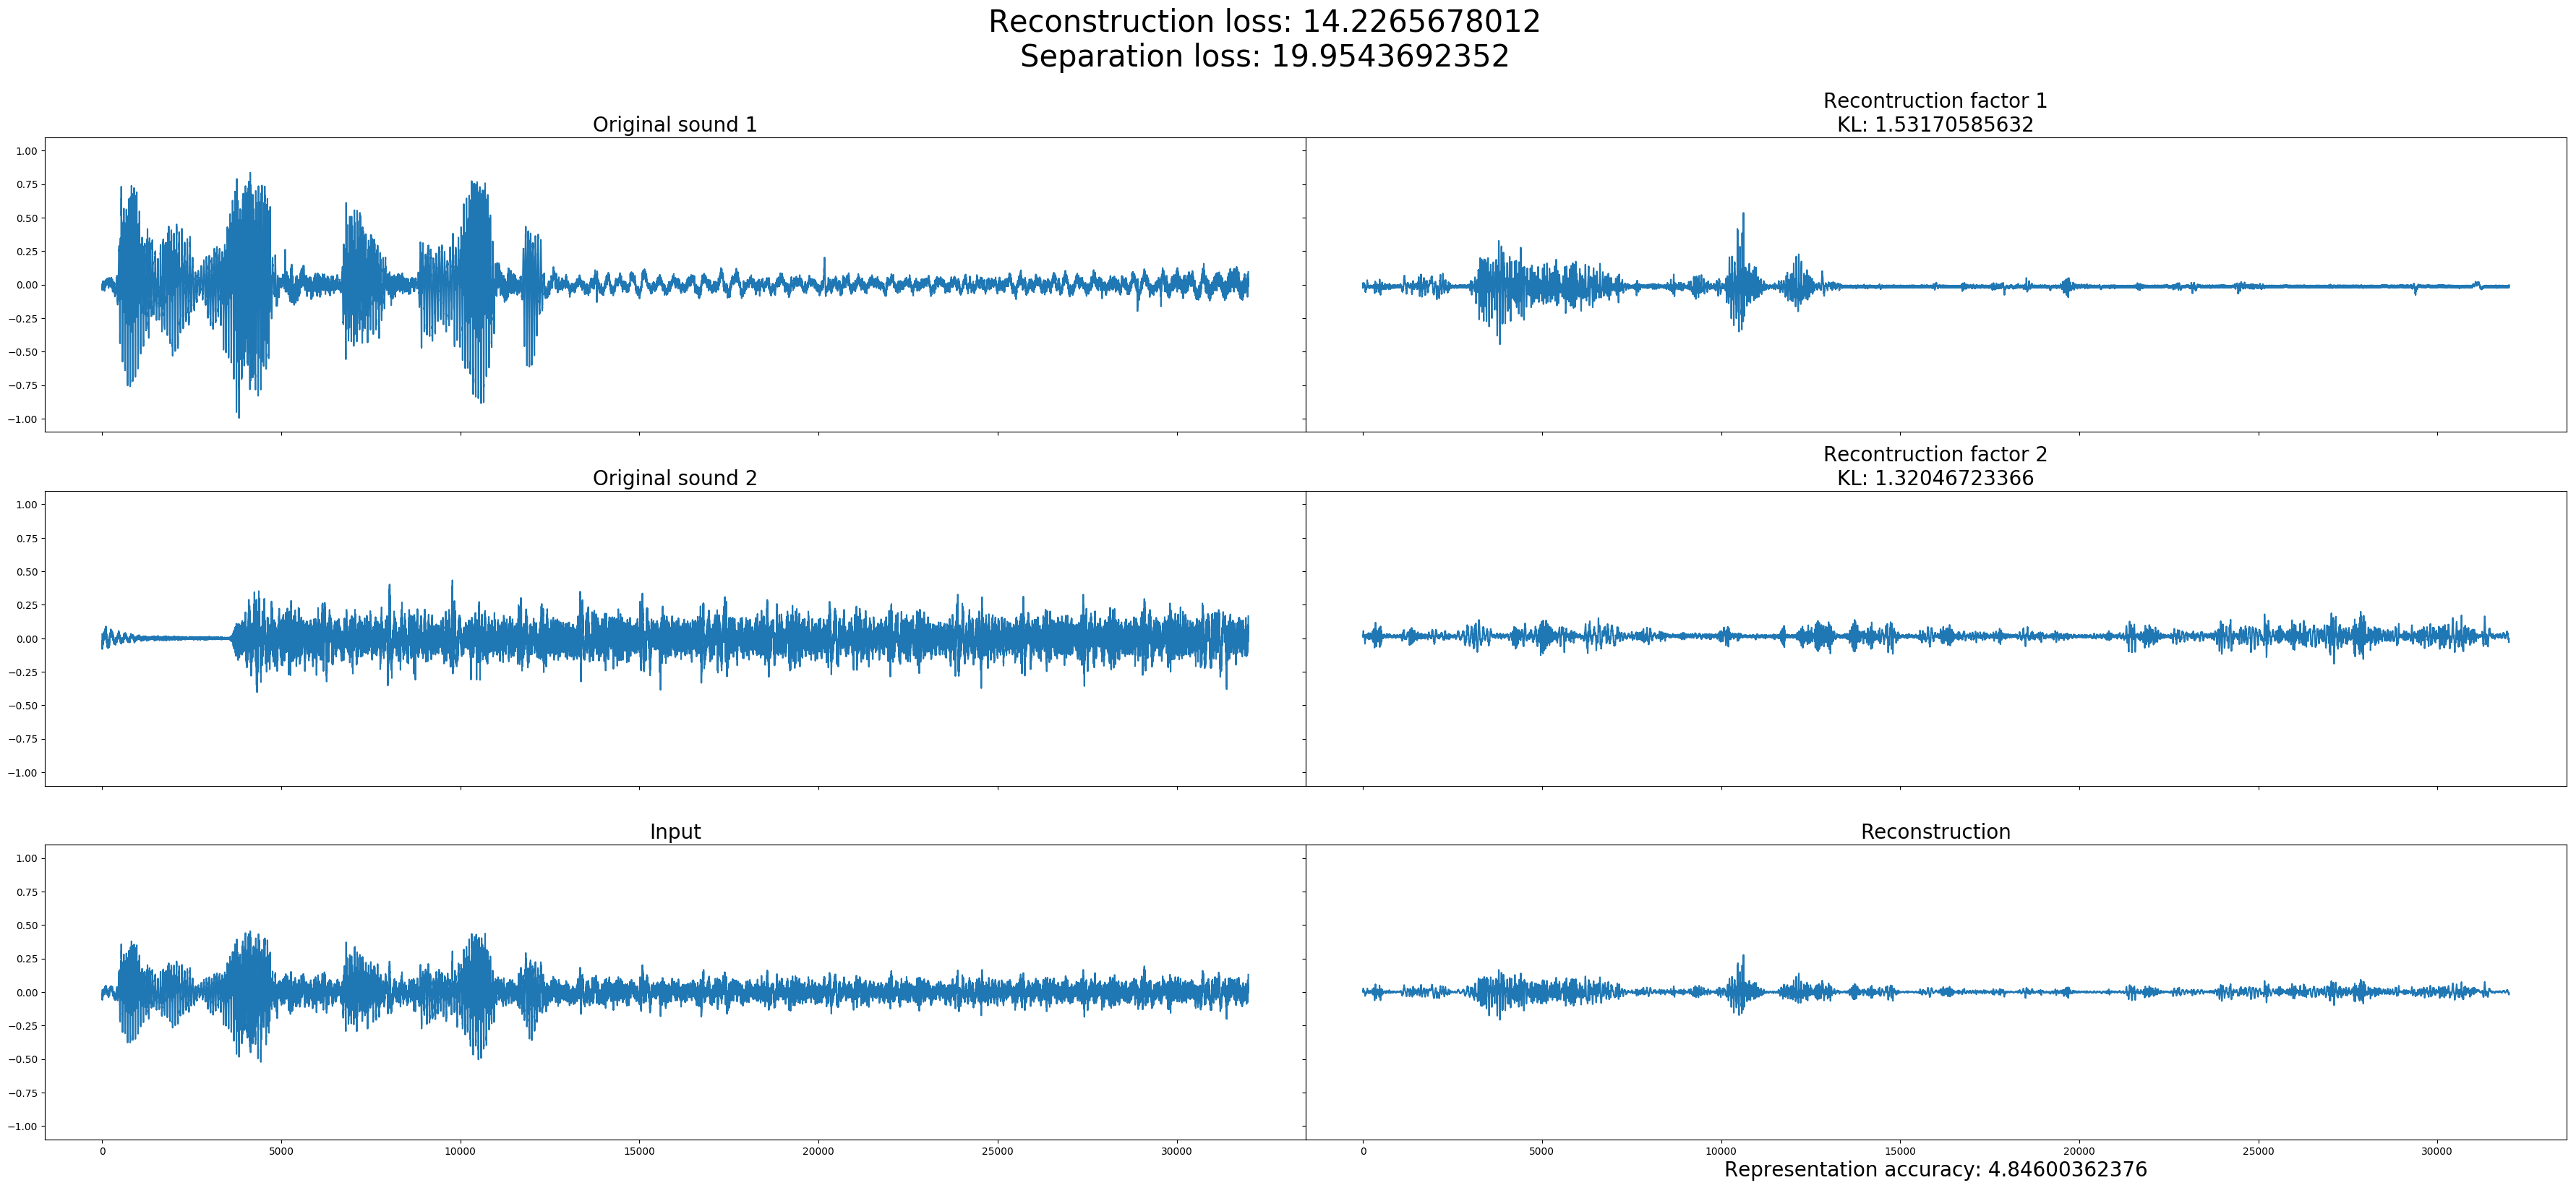 Reconstruction loss: 14.2265678012
Separation loss: 19.9543692352
Original sound 1
Recontruction factor 1
KL: 1.53170585632
1.00
0.75
0.50
0.25
0.00
−0.25
−0.50
−0.75
−1.00
Original sound 2
Recontruction factor 2
KL: 1.32046723366
1.00
0.75
0.50
0.25
0.00
−0.25
−0.50
−0.75
−1.00
Input
Reconstruction
1.00
0.75
0.50
0.25
0.00
−0.25
−0.50
−0.75
−1.00
0 5000 10000 15000 20000 25000 30000
0 5000 10000 15000 20000 25000 30000
Representation accuracy: 4.84600362376